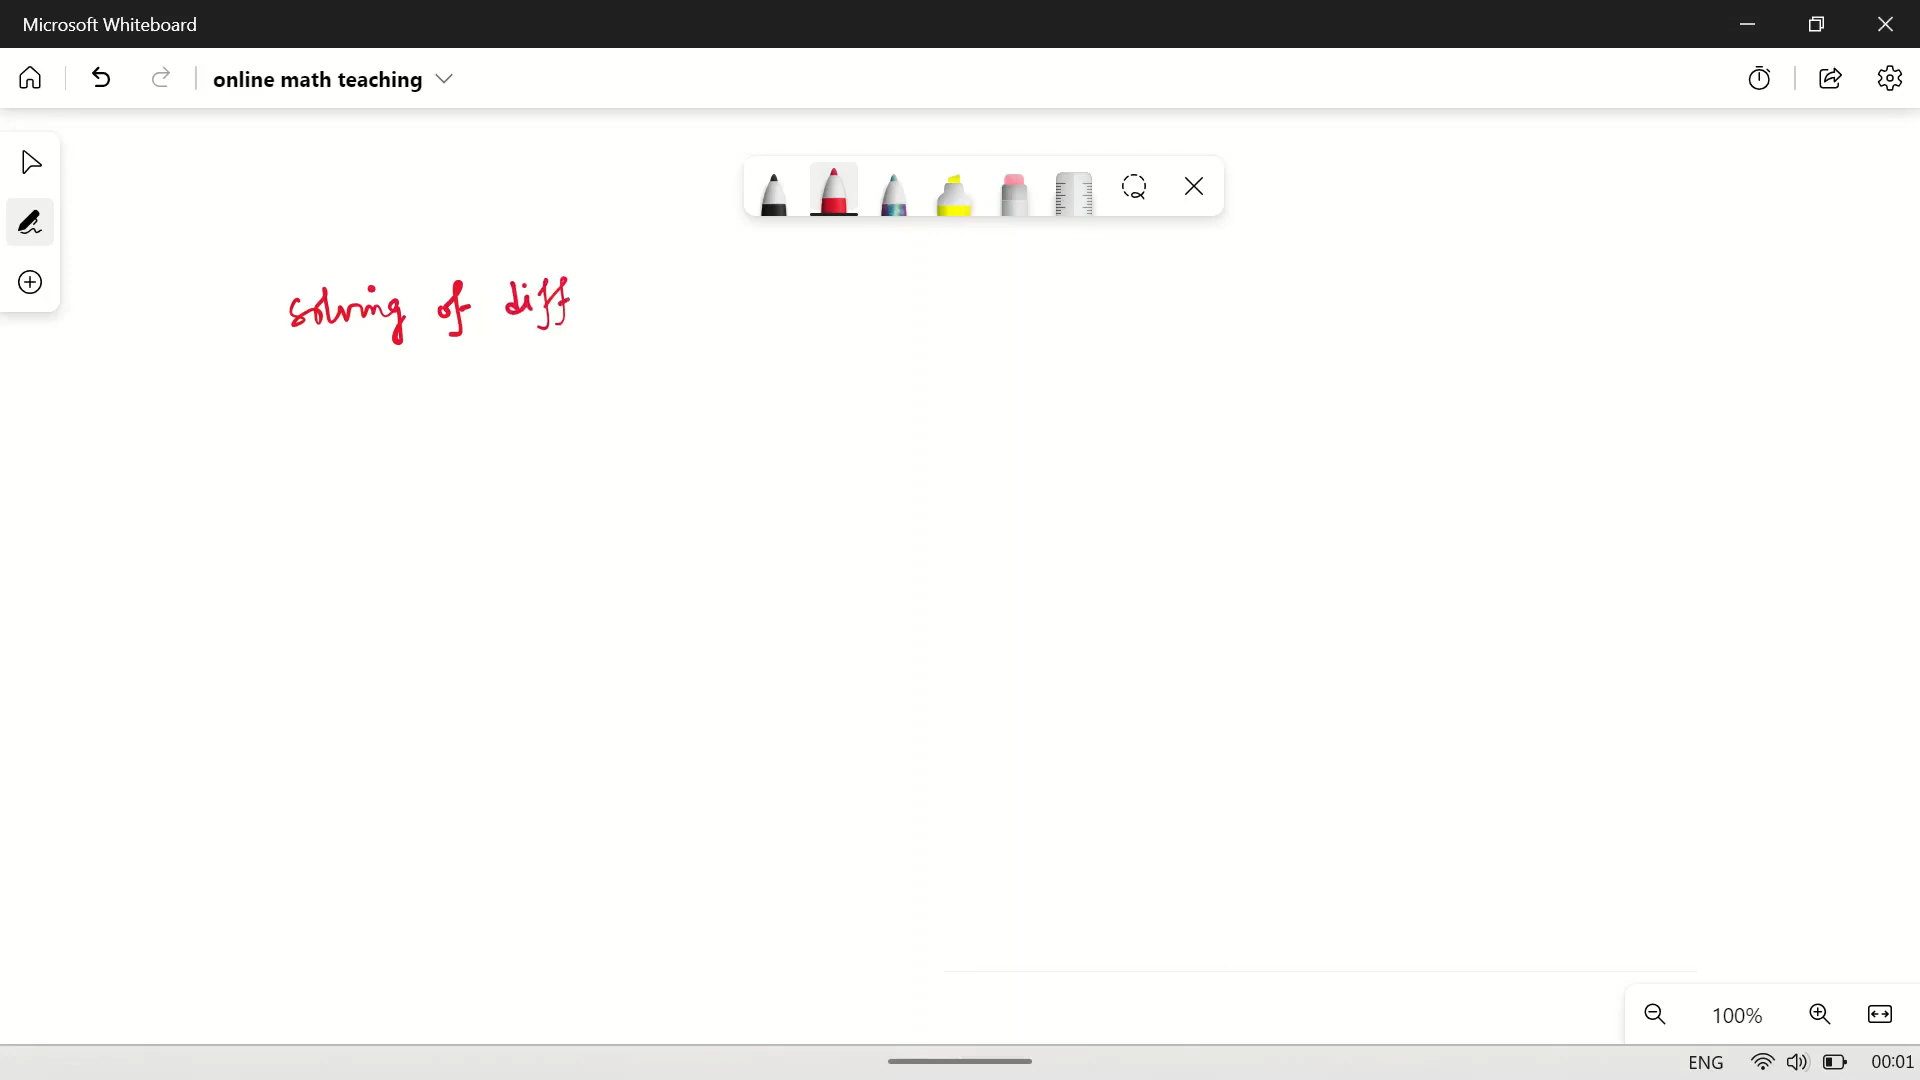 Microsoft Whiteboard
online math teaching
solving of diff
100%
ENG 00:01